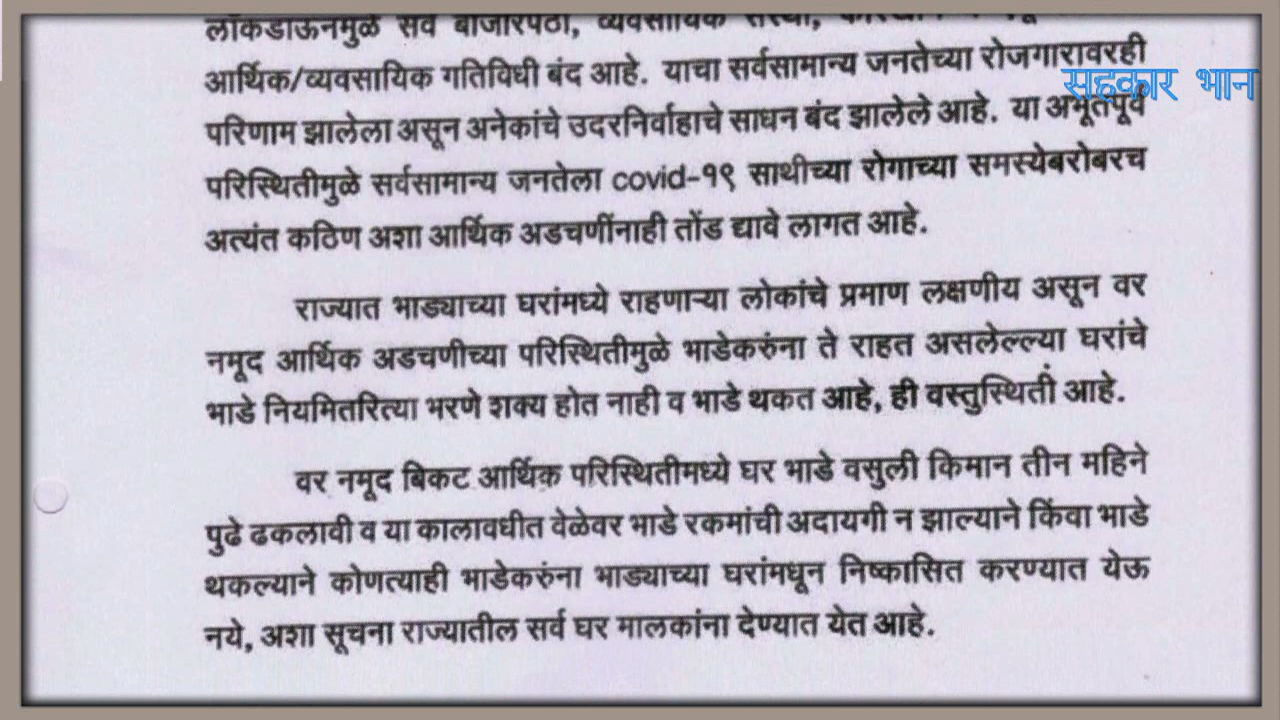 लॉकडाऊनमुळे सर्व बाजारपेठा, व्यवसायिक संस्था,
आर्थिक/व्यवसायिक गतिविधी बंद आहे. याचा सर्वसामान्य जनतेच्या रोजगारावरही
सहकार भान
परिणाम झालेला असून अनेकांचे उदरनिर्वाहाचे साधन बंद झालेले आहे. या अभूतपूर्व
परिस्थितीमुळे सर्वसामान्य जनतेला covid-१९ साथीच्या रोगाच्या समस्येबरोबरच
अत्यंत कठिण अशा आर्थिक अडचणींनाही तोंड द्यावे लागत आहे.
राज्यात भाड्याच्या घरांमध्ये राहणाऱ्या लोकांचे प्रमाण लक्षणीय असून वर
नमूद आर्थिक अडचणीच्या परिस्थितीमुळे भाडेकरुंना ते राहत असलेल्ल्या घरांचे
भाडे नियमितरित्या भरणे शक्य होत नाही व भाडे थकत आहे, ही वस्तुस्थिती आहे.
वर नमूद बिकट आर्थिक परिस्थितीमध्ये घर भाडे वसुली किमान तीन महिने
पुढे ढकलावी व या कालावधीत वेळेवर भाडे रकमांची अदायगी न झाल्याने किंवा भाडे
थकल्याने कोणत्याही भाडेकरुंना भाड्याच्या घरांमधून निष्कासित करण्यात येऊ
नये, अशा सूचना राज्यातील सर्व घर मालकांना देण्यात येत आहे.